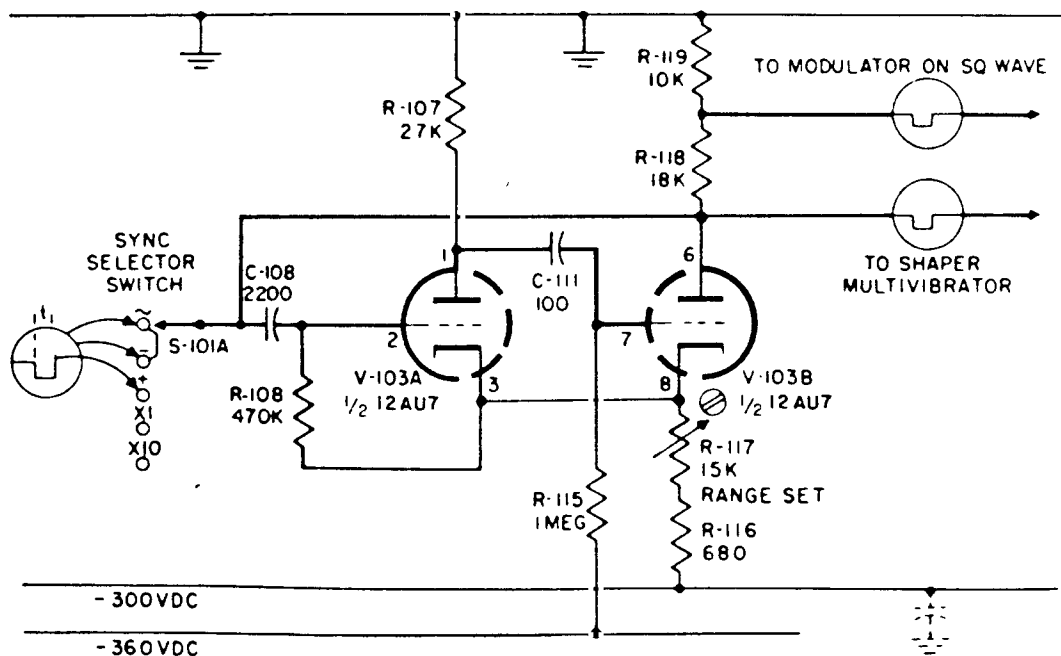 R-119
10K
TO MODULATOR ON SQ WAVE
R-107
27K
R-118
18K
SYNC
SELECTOR
SWITCH
C-108
2200
1
C-111
100
6
TO SHAPER
MULTIVIBRATOR
t
~
-
+
X1
X10
S-101A
2
7
V-103A
1/2 12AU7
3
8
V-103B
1/2 12AU7
R-108
470K
R-117
15K
RANGE SET
R-115
1MEG
R-116
680
-300VDC
-360VDC